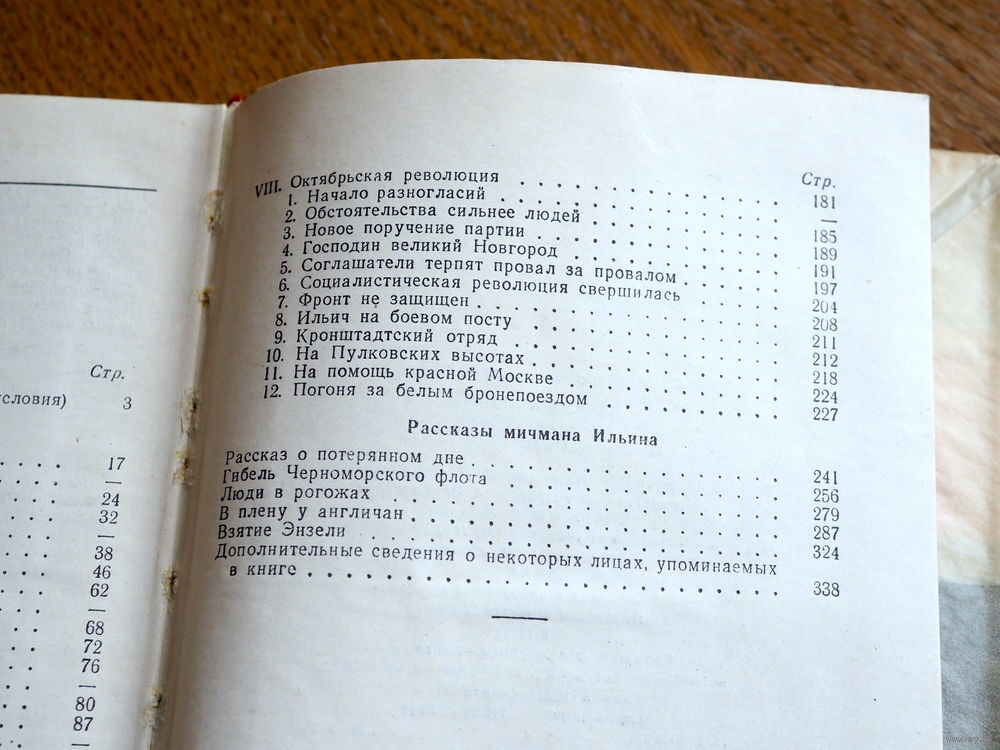 Стр.
словия) 3
. . . . 17
. . . . —
. . . . 24
. . . . 32
. . . . —
. . . . 38
. . . . 46
. . . . 62
. . . . —
. . . . 68
. . . . 72
. . . . 76
. . . . —
. . . . 80
. . . . 87
. . . . —
Стр.
VIII. Октябрьская революция . . . . . . . . . . . . . . 181
1. Начало разногласий . . . . . . . . . . . . . . —
2. Обстоятельства сильнее людей . . . . . . . . . . 185
3. Новое поручение партии . . . . . . . . . . . . . 189
4. Господин великий Новгород . . . . . . . . . . . 191
5. Соглашатели терпят провал за провалом . . . . . . 197
6. Социалистическая революция свершилась . . . . . . 204
7. Фронт не защищен . . . . . . . . . . . . . . . 208
8. Ильич на боевом посту . . . . . . . . . . . . . 211
9. Кронштадтский отряд . . . . . . . . . . . . . . 212
10. На Пулковских высотах . . . . . . . . . . . . . 218
11. На помощь красной Москве . . . . . . . . . . . 224
12. Погоня за белым бронепоездом . . . . . . . . . . 227
Рассказы мичмана Ильина
Рассказ о потерянном дне . . . . . . . . . . . . . . . 241
Гибель Черноморского флота . . . . . . . . . . . . . . 256
Люди в рогожах . . . . . . . . . . . . . . . . . . . 279
В плену у англичан . . . . . . . . . . . . . . . . . . 287
Взятие Энзели . . . . . . . . . . . . . . . . . . . . 324
Дополнительные сведения о некоторых лицах, упоминаемых
в книге . . . . . . . . . . . . . . . . . . . . . . . 338